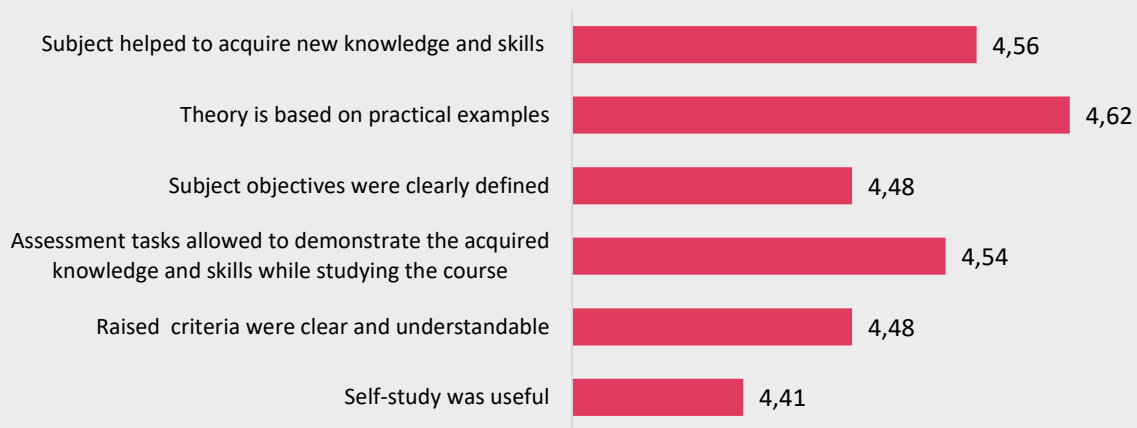 Subject helped to acquire new knowledge and skills 4,56
Theory is based on practical examples 4,62
Subject objectives were clearly defined 4,48
Assessment tasks allowed to demonstrate the acquired
knowledge and skills while studying the course 4,54
Raised  criteria were clear and understandable 4,48
Self-study was useful 4,41